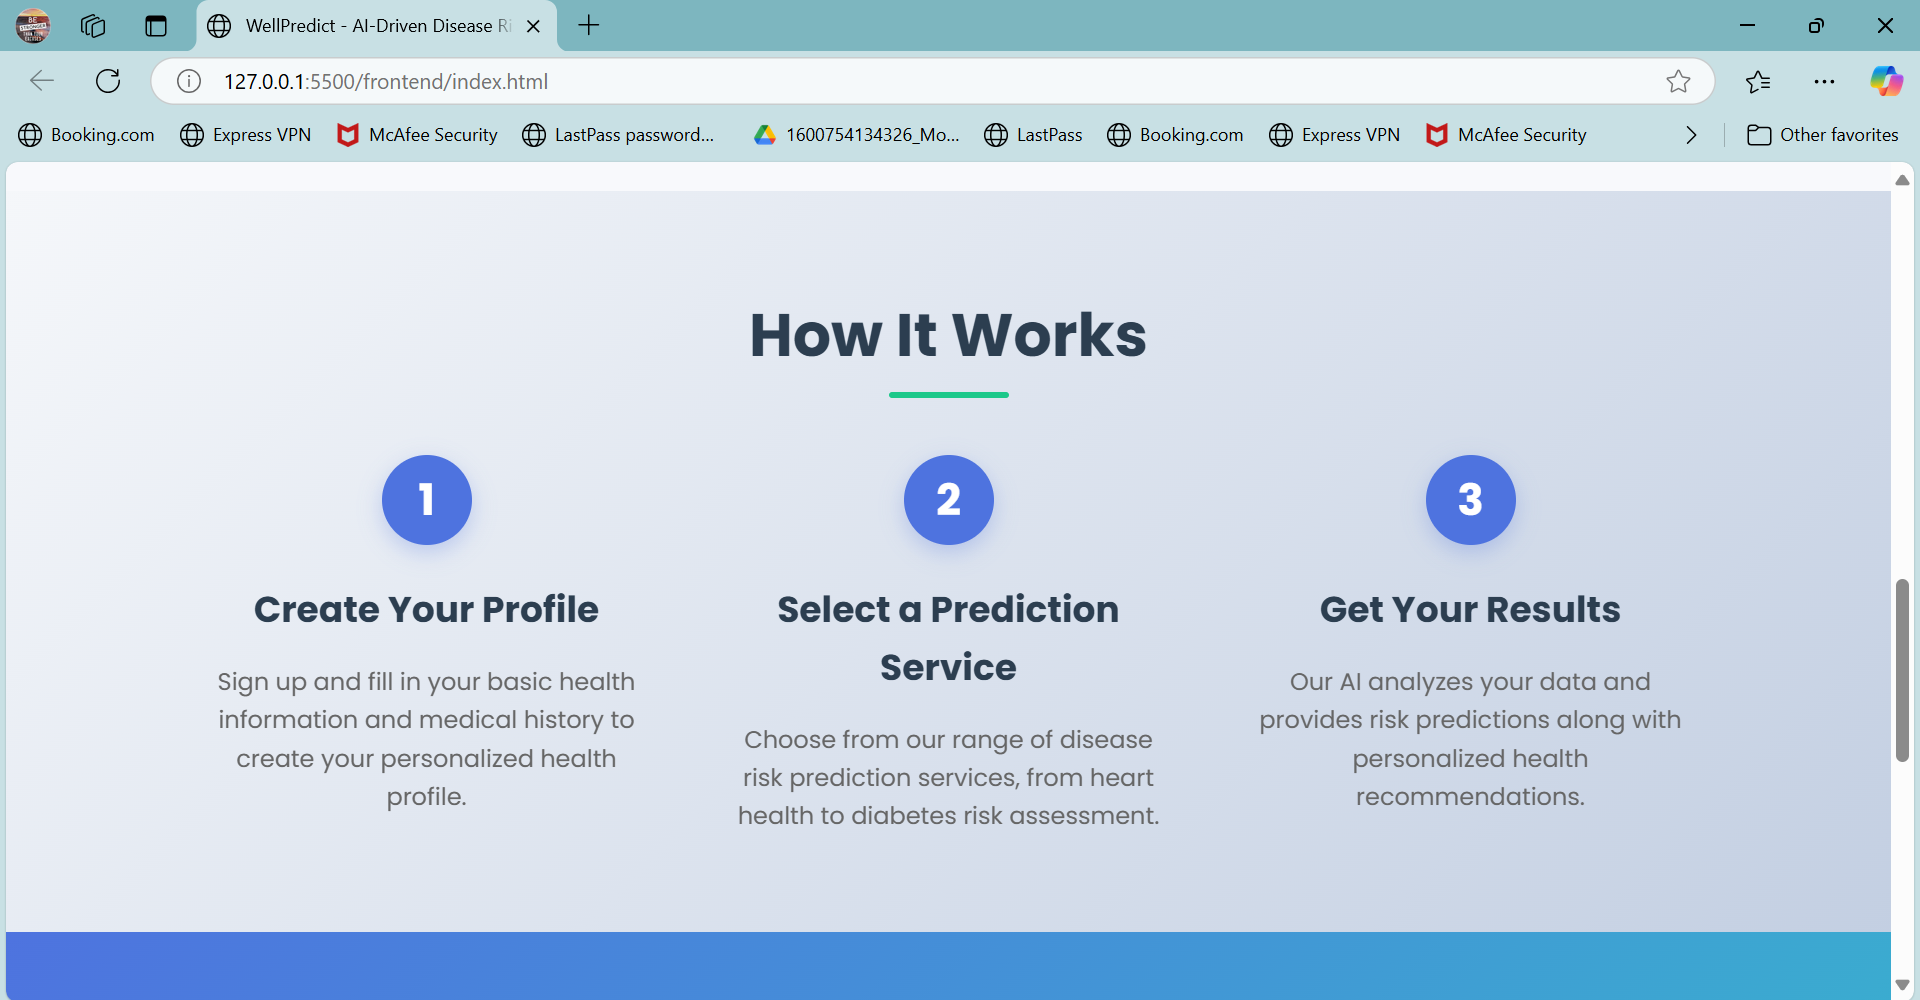 WellPredict - AI-Driven Disease Ri
127.0.0.1:5500/frontend/index.html
Booking.com Express VPN McAfee Security LastPass password... 1600754134326_Mo... LastPass Booking.com Express VPN McAfee Security Other favorites
How It Works
1 2 3
Create Your Profile
Sign up and fill in your basic health
information and medical history to
create your personalized health
profile.
Select a Prediction
Service
Choose from our range of disease
risk prediction services, from heart
health to diabetes risk assessment.
Get Your Results
Our AI analyzes your data and
provides risk predictions along with
personalized health
recommendations.